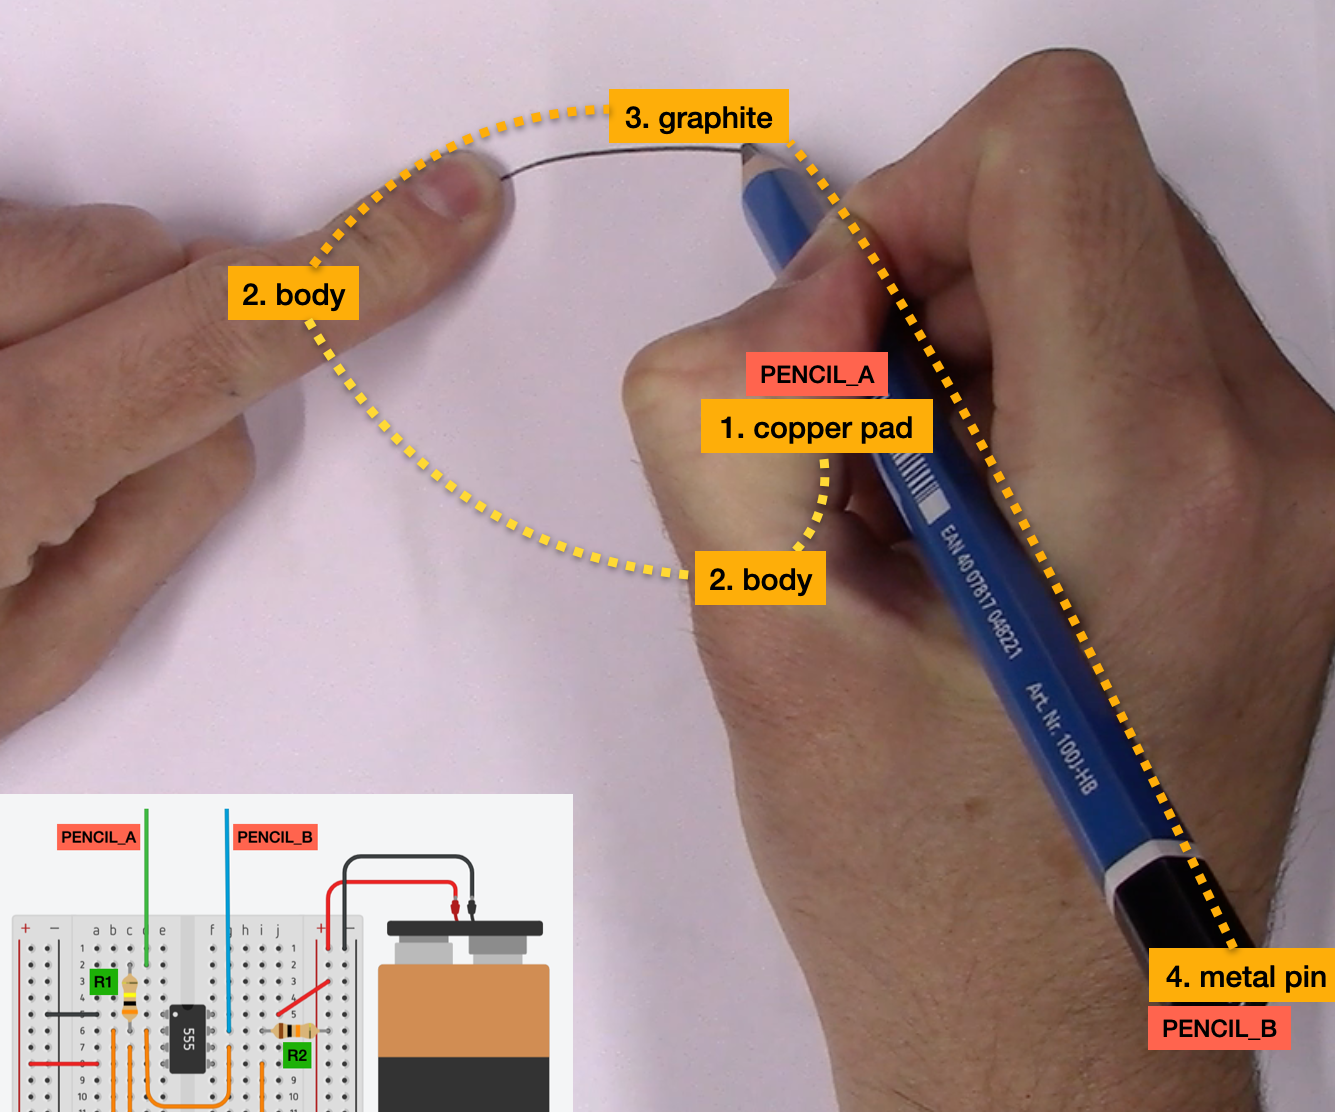 3. graphite
2. body
PENCIL_A
1. copper pad
2. body
EAN 40 07817 048221
Art. Nr. 100J-HB
4. metal pin
PENCIL_B
PENCIL_A
PENCIL_B
+ − a b c d e f g h i j + −
1 1
2 2
R1 3 3
4 4
5 5
6 6
555
R2
7 7
8
9 9
10 10
11